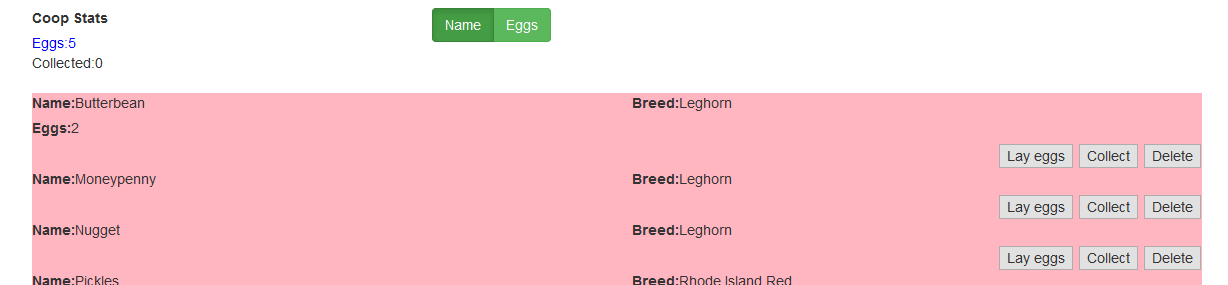 Coop Stats
Name Eggs
Eggs:5
Collected:0
Name:Butterbean Breed:Leghorn
Eggs:2
Lay eggs Collect Delete
Name:Moneypenny Breed:Leghorn
Lay eggs Collect Delete
Name:Nugget Breed:Leghorn
Lay eggs Collect Delete
Name:Pickles Breed:Rhode Island Red